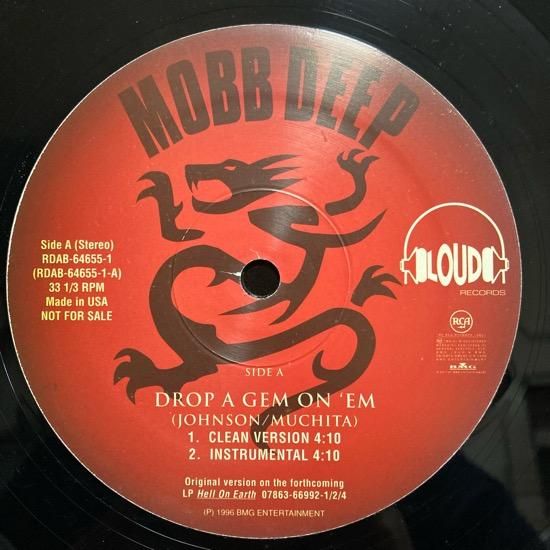 MOBB DEEP
Side A (Stereo)
RDAB-64655-1
(RDAB-64655-1-A)
33 1/3 RPM
Made in USA
NOT FOR SALE
LOUD
RECORDS
RCA
BMG
SIDE A
DROP A GEM ON 'EM
(JOHNSON/MUCHITA)
1. CLEAN VERSION 4:10
2. INSTRUMENTAL 4:10
Original version on the forthcoming
LP Hell On Earth 07863-66992-1/2/4
(P) 1996 BMG ENTERTAINMENT